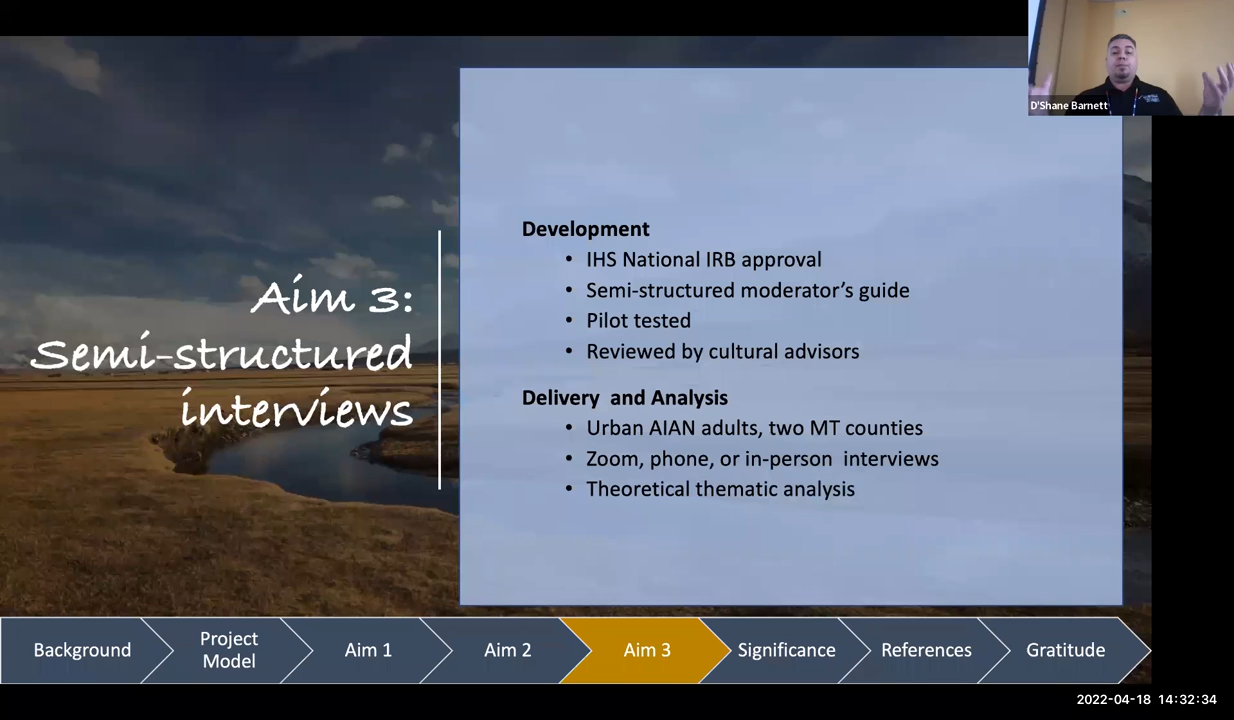 D'Shane Barnett
Aim 3:
Semi-structured
interviews
Development
• IHS National IRB approval
• Semi-structured moderator’s guide
• Pilot tested
• Reviewed by cultural advisors
Delivery and Analysis
• Urban AIAN adults, two MT counties
• Zoom, phone, or in-person interviews
• Theoretical thematic analysis
Background
Project
Model
Aim 1
Aim 2
Aim 3
Significance
References
Gratitude
2022-04-18 14:32:34